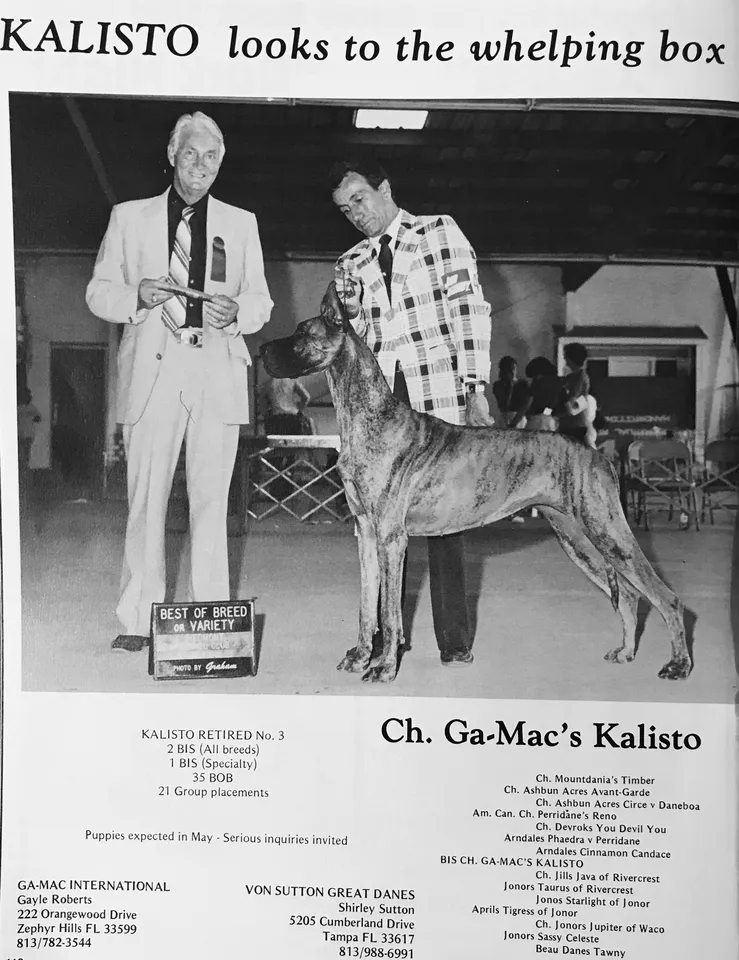 KALISTO looks to the whelping box
BEST OF BREED
OR VARIETY
PHOTO BY Graham
KALISTO RETIRED No. 3
2 BIS (All breeds)
1 BIS (Specialty)
35 BOB
21 Group placements
Puppies expected in May - Serious inquiries invited
GA-MAC INTERNATIONAL
Gayle Roberts
222 Orangewood Drive
Zephyr Hills FL 33599
813/782-3544
VON SUTTON GREAT DANES
Shirley Sutton
5205 Cumberland Drive
Tampa FL 33617
813/988-6991
Ch. Ga-Mac's Kalisto
Ch. Mountdania's Timber
Ch. Ashbun Acres Avant-Garde
Ch. Ashbun Acres Circe v Daneboa
Am. Can. Ch. Perridane's Reno
Ch. Devroks You Devil You
Arndales Phaedra v Perridane
Arndales Cinnamon Candace
BIS CH. GA-MAC'S KALISTO
Ch. Jills Java of Rivercrest
Jonors Taurus of Rivercrest
Jonos Starlight of Jonor
Aprils Tigress of Jonor
Ch. Jonors Jupiter of Waco
Jonors Sassy Celeste
Beau Danes Tawny